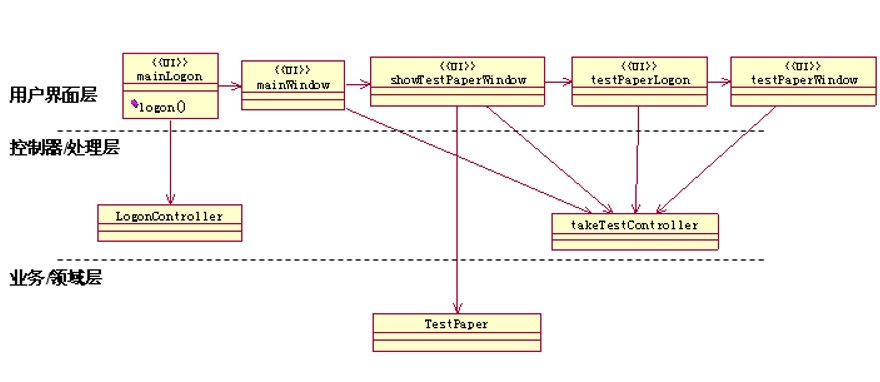 <<UI>>
mainLogon
logon()
<<UI>>
mainWindow
<<UI>>
showTestPaperWindow
<<UI>>
testPaperLogon
<<UI>>
testPaperWindow
用户界面层
控制器/处理层
LogonController
takeTestController
业务/领域层
TestPaper